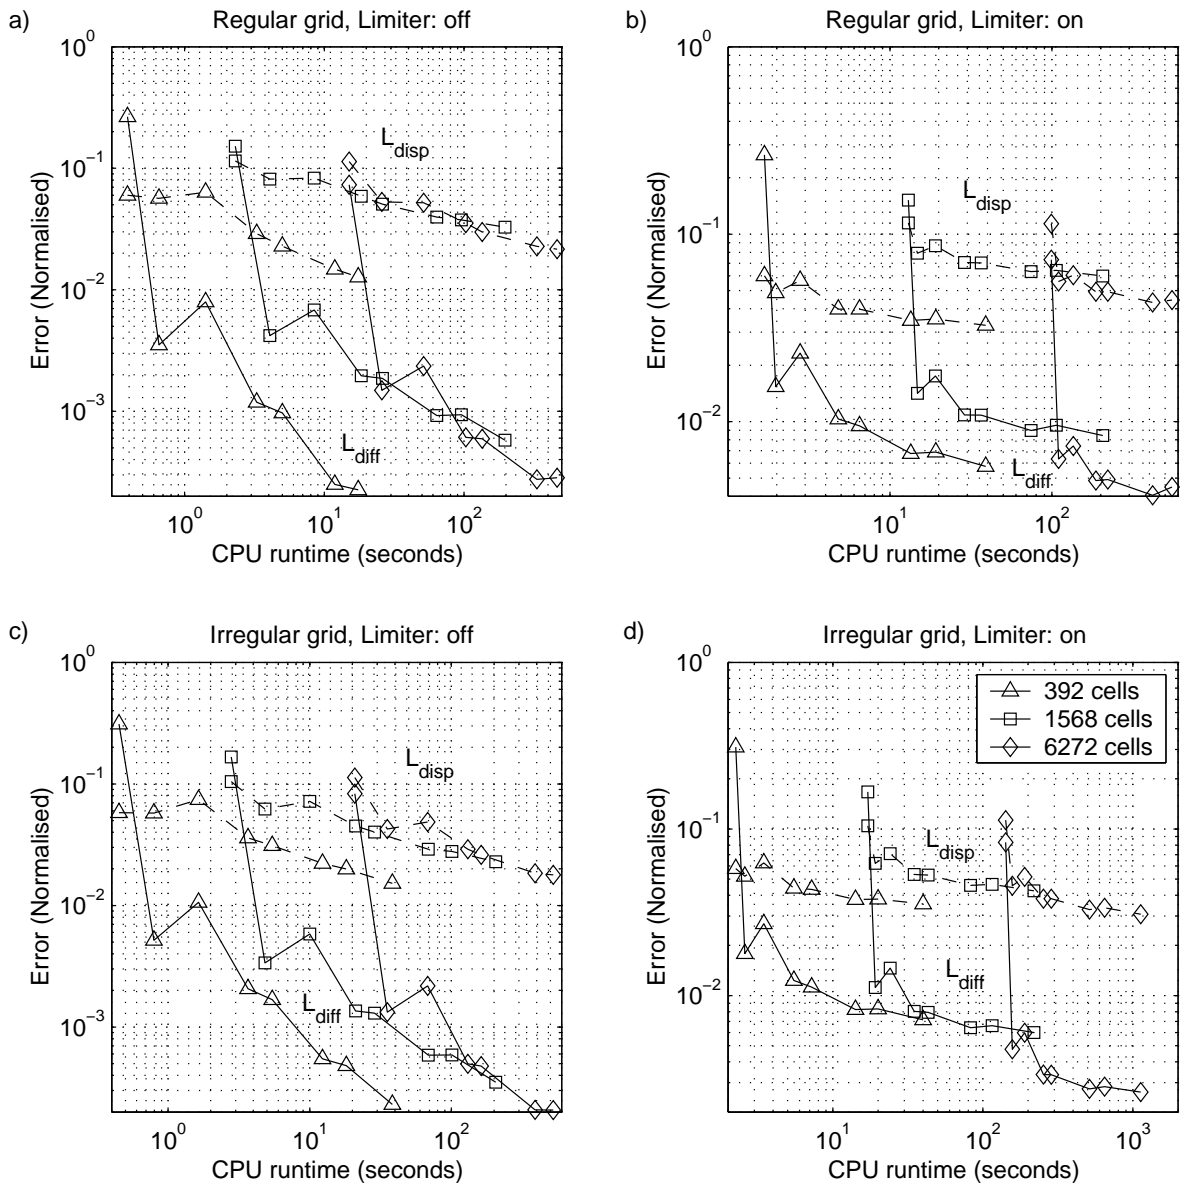 a)
Regular grid, Limiter: off
10^0
10^-1
10^-2
10^-3
Error (Normalised)
L_disp
L_diff
10^0
10^1
10^2
CPU runtime (seconds)
b)
Regular grid, Limiter: on
10^0
10^-1
10^-2
Error (Normalised)
L_disp
L_diff
10^1
10^2
CPU runtime (seconds)
c)
Irregular grid, Limiter: off
10^0
10^-1
10^-2
10^-3
Error (Normalised)
L_disp
L_diff
10^0
10^1
10^2
CPU runtime (seconds)
d)
Irregular grid, Limiter: on
10^0
10^-1
10^-2
Error (Normalised)
392 cells
1568 cells
6272 cells
L_disp
L_diff
10^1
10^2
10^3
CPU runtime (seconds)